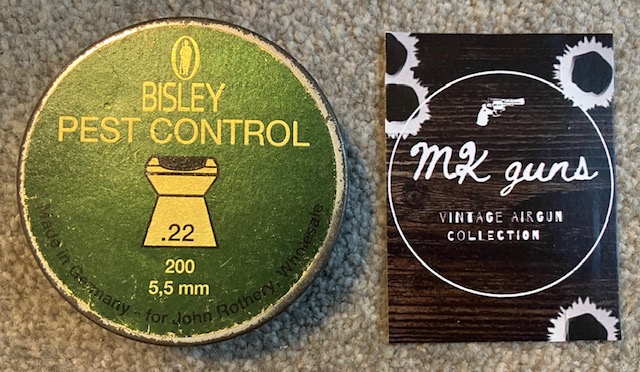 BISLEY
PEST CONTROL
.22
200
5,5 mm
Made in Germany - for John Rothery, Wholesale
MK guns
VINTAGE AIRGUN
COLLECTION